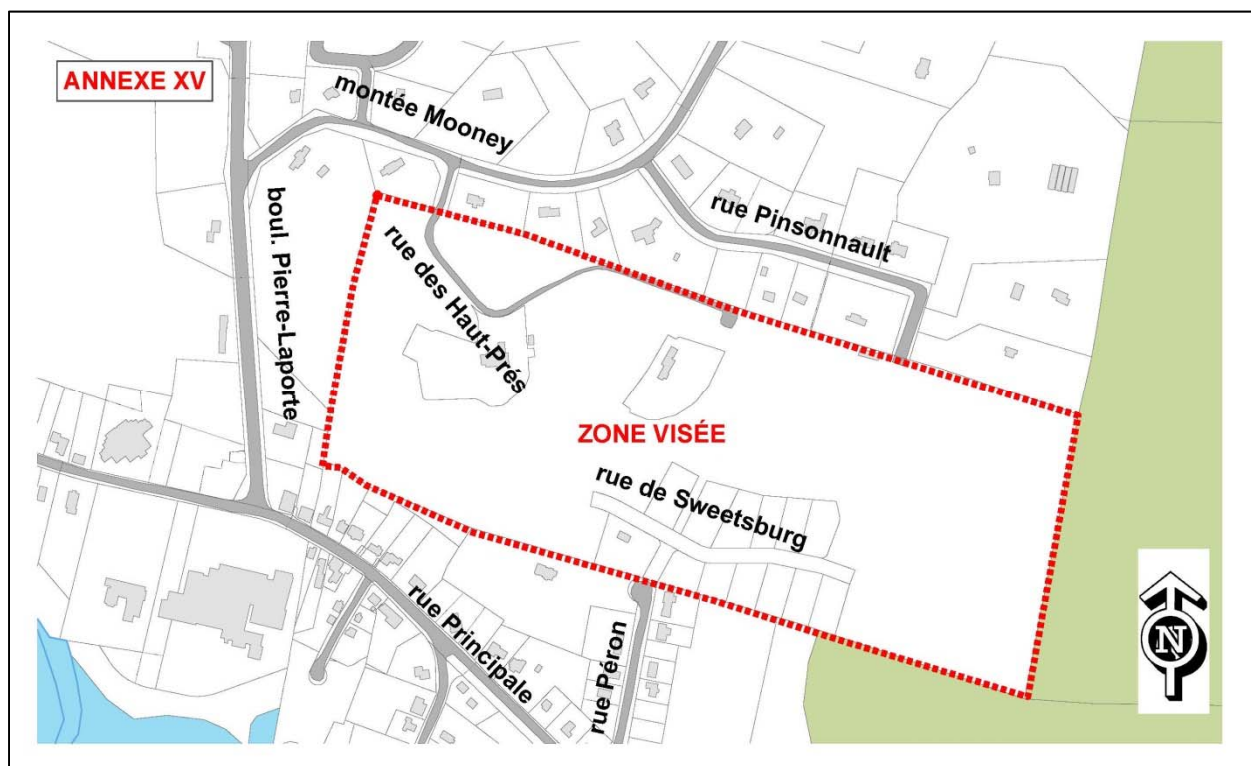 ANNEXE XV
montée Mooney
boul. Pierre-Laporte
rue des Haut-Prés
rue Pinsonnault
ZONE VISÉE
rue de Sweetsburg
rue Principale
rue Péron
N